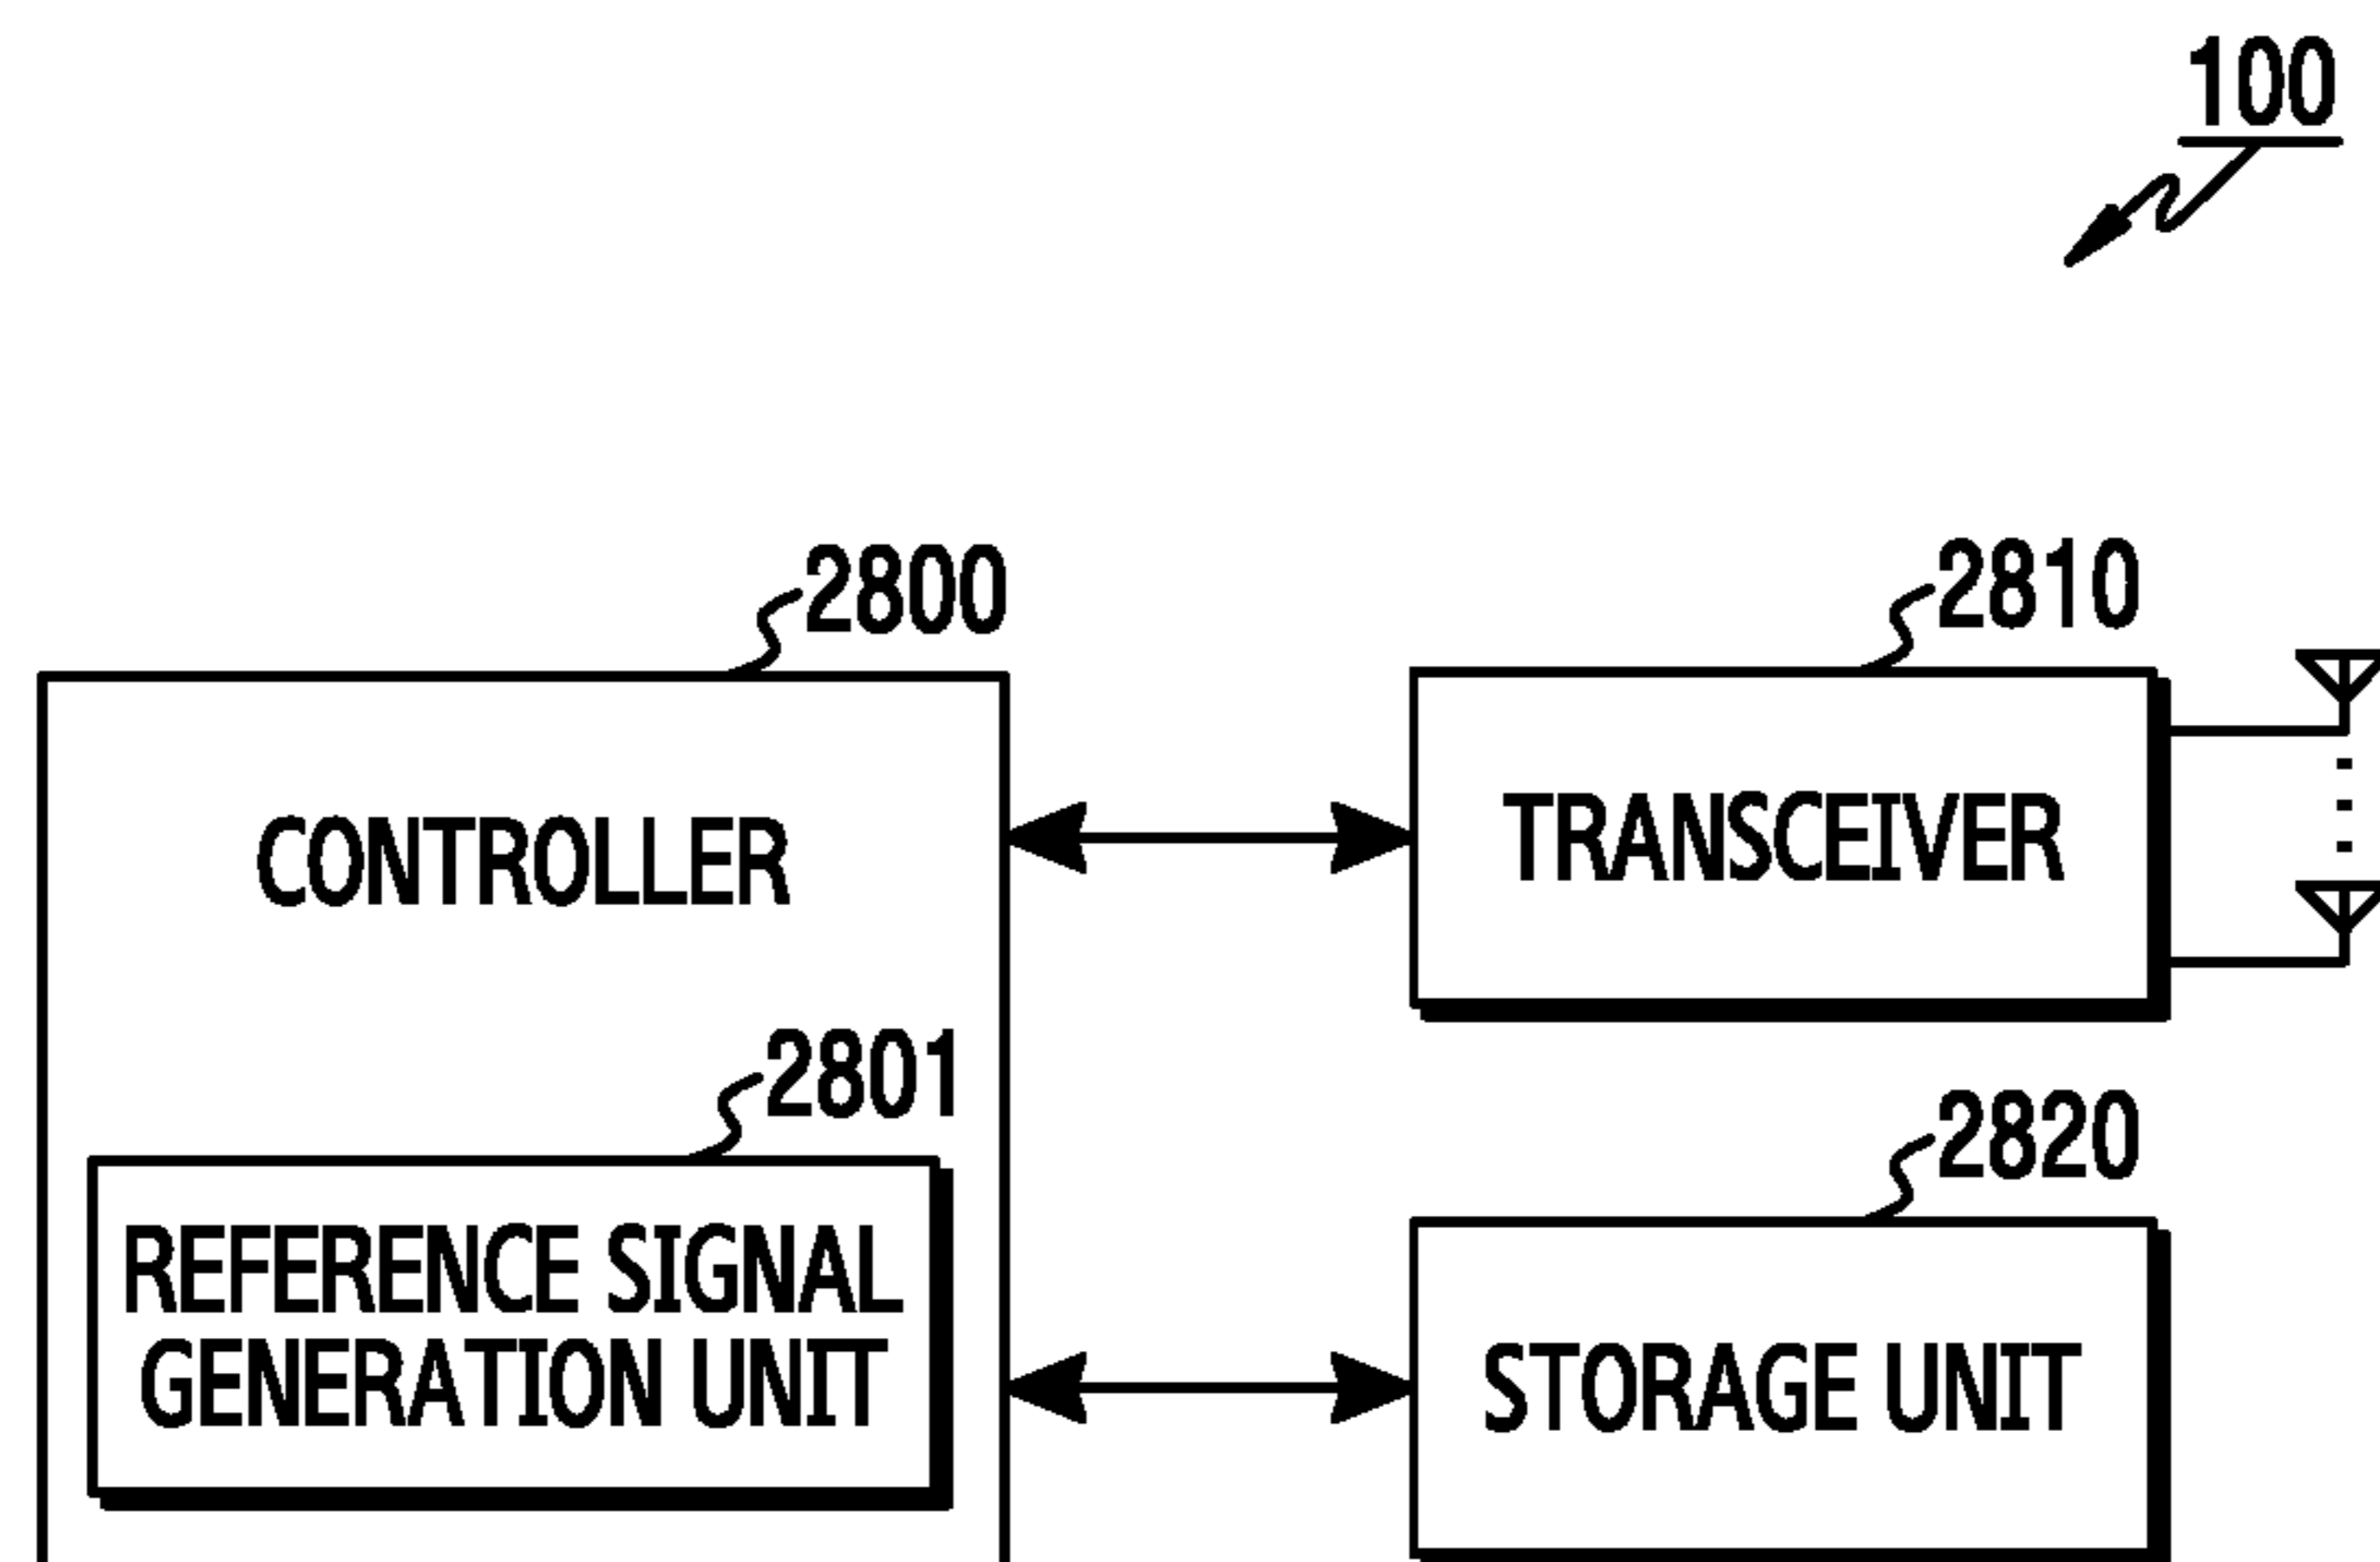 100
2800
2810
CONTROLLER
TRANSCEIVER
2801
2820
REFERENCE SIGNAL
GENERATION UNIT
STORAGE UNIT